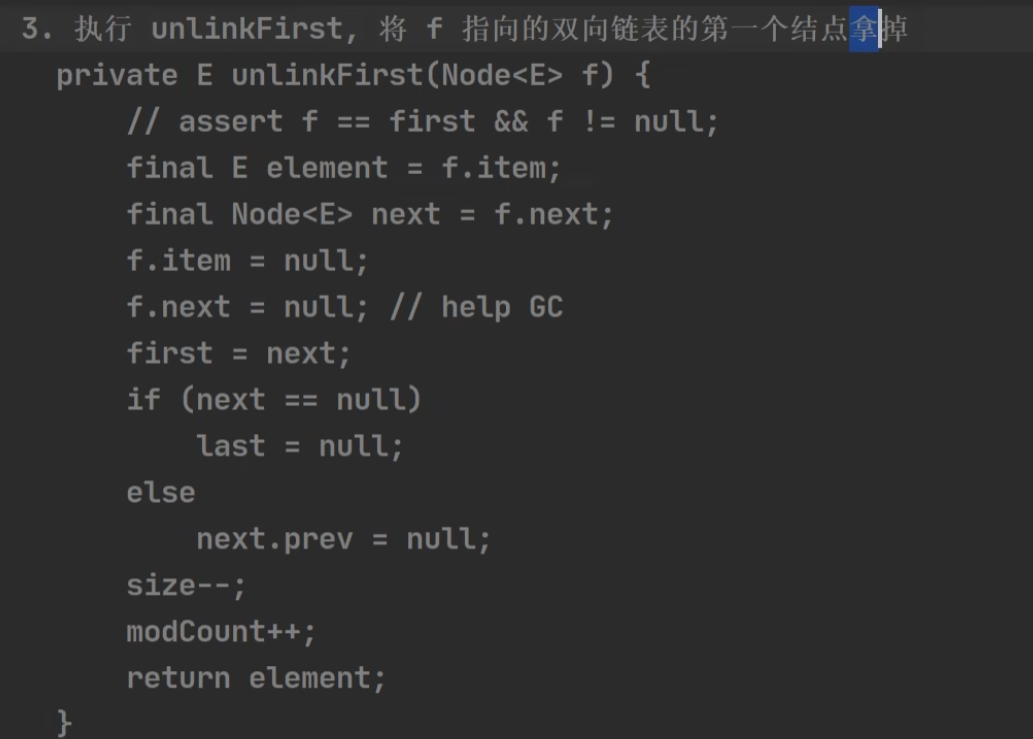 3. 执行 unlinkFirst, 将 f 指向的双向链表的第一个结点拿掉
private E unlinkFirst(Node<E> f) {
// assert f == first && f != null;
final E element = f.item;
final Node<E> next = f.next;
f.item = null;
f.next = null; // help GC
first = next;
if (next == null)
last = null;
else
next.prev = null;
size--;
modCount++;
return element;
}